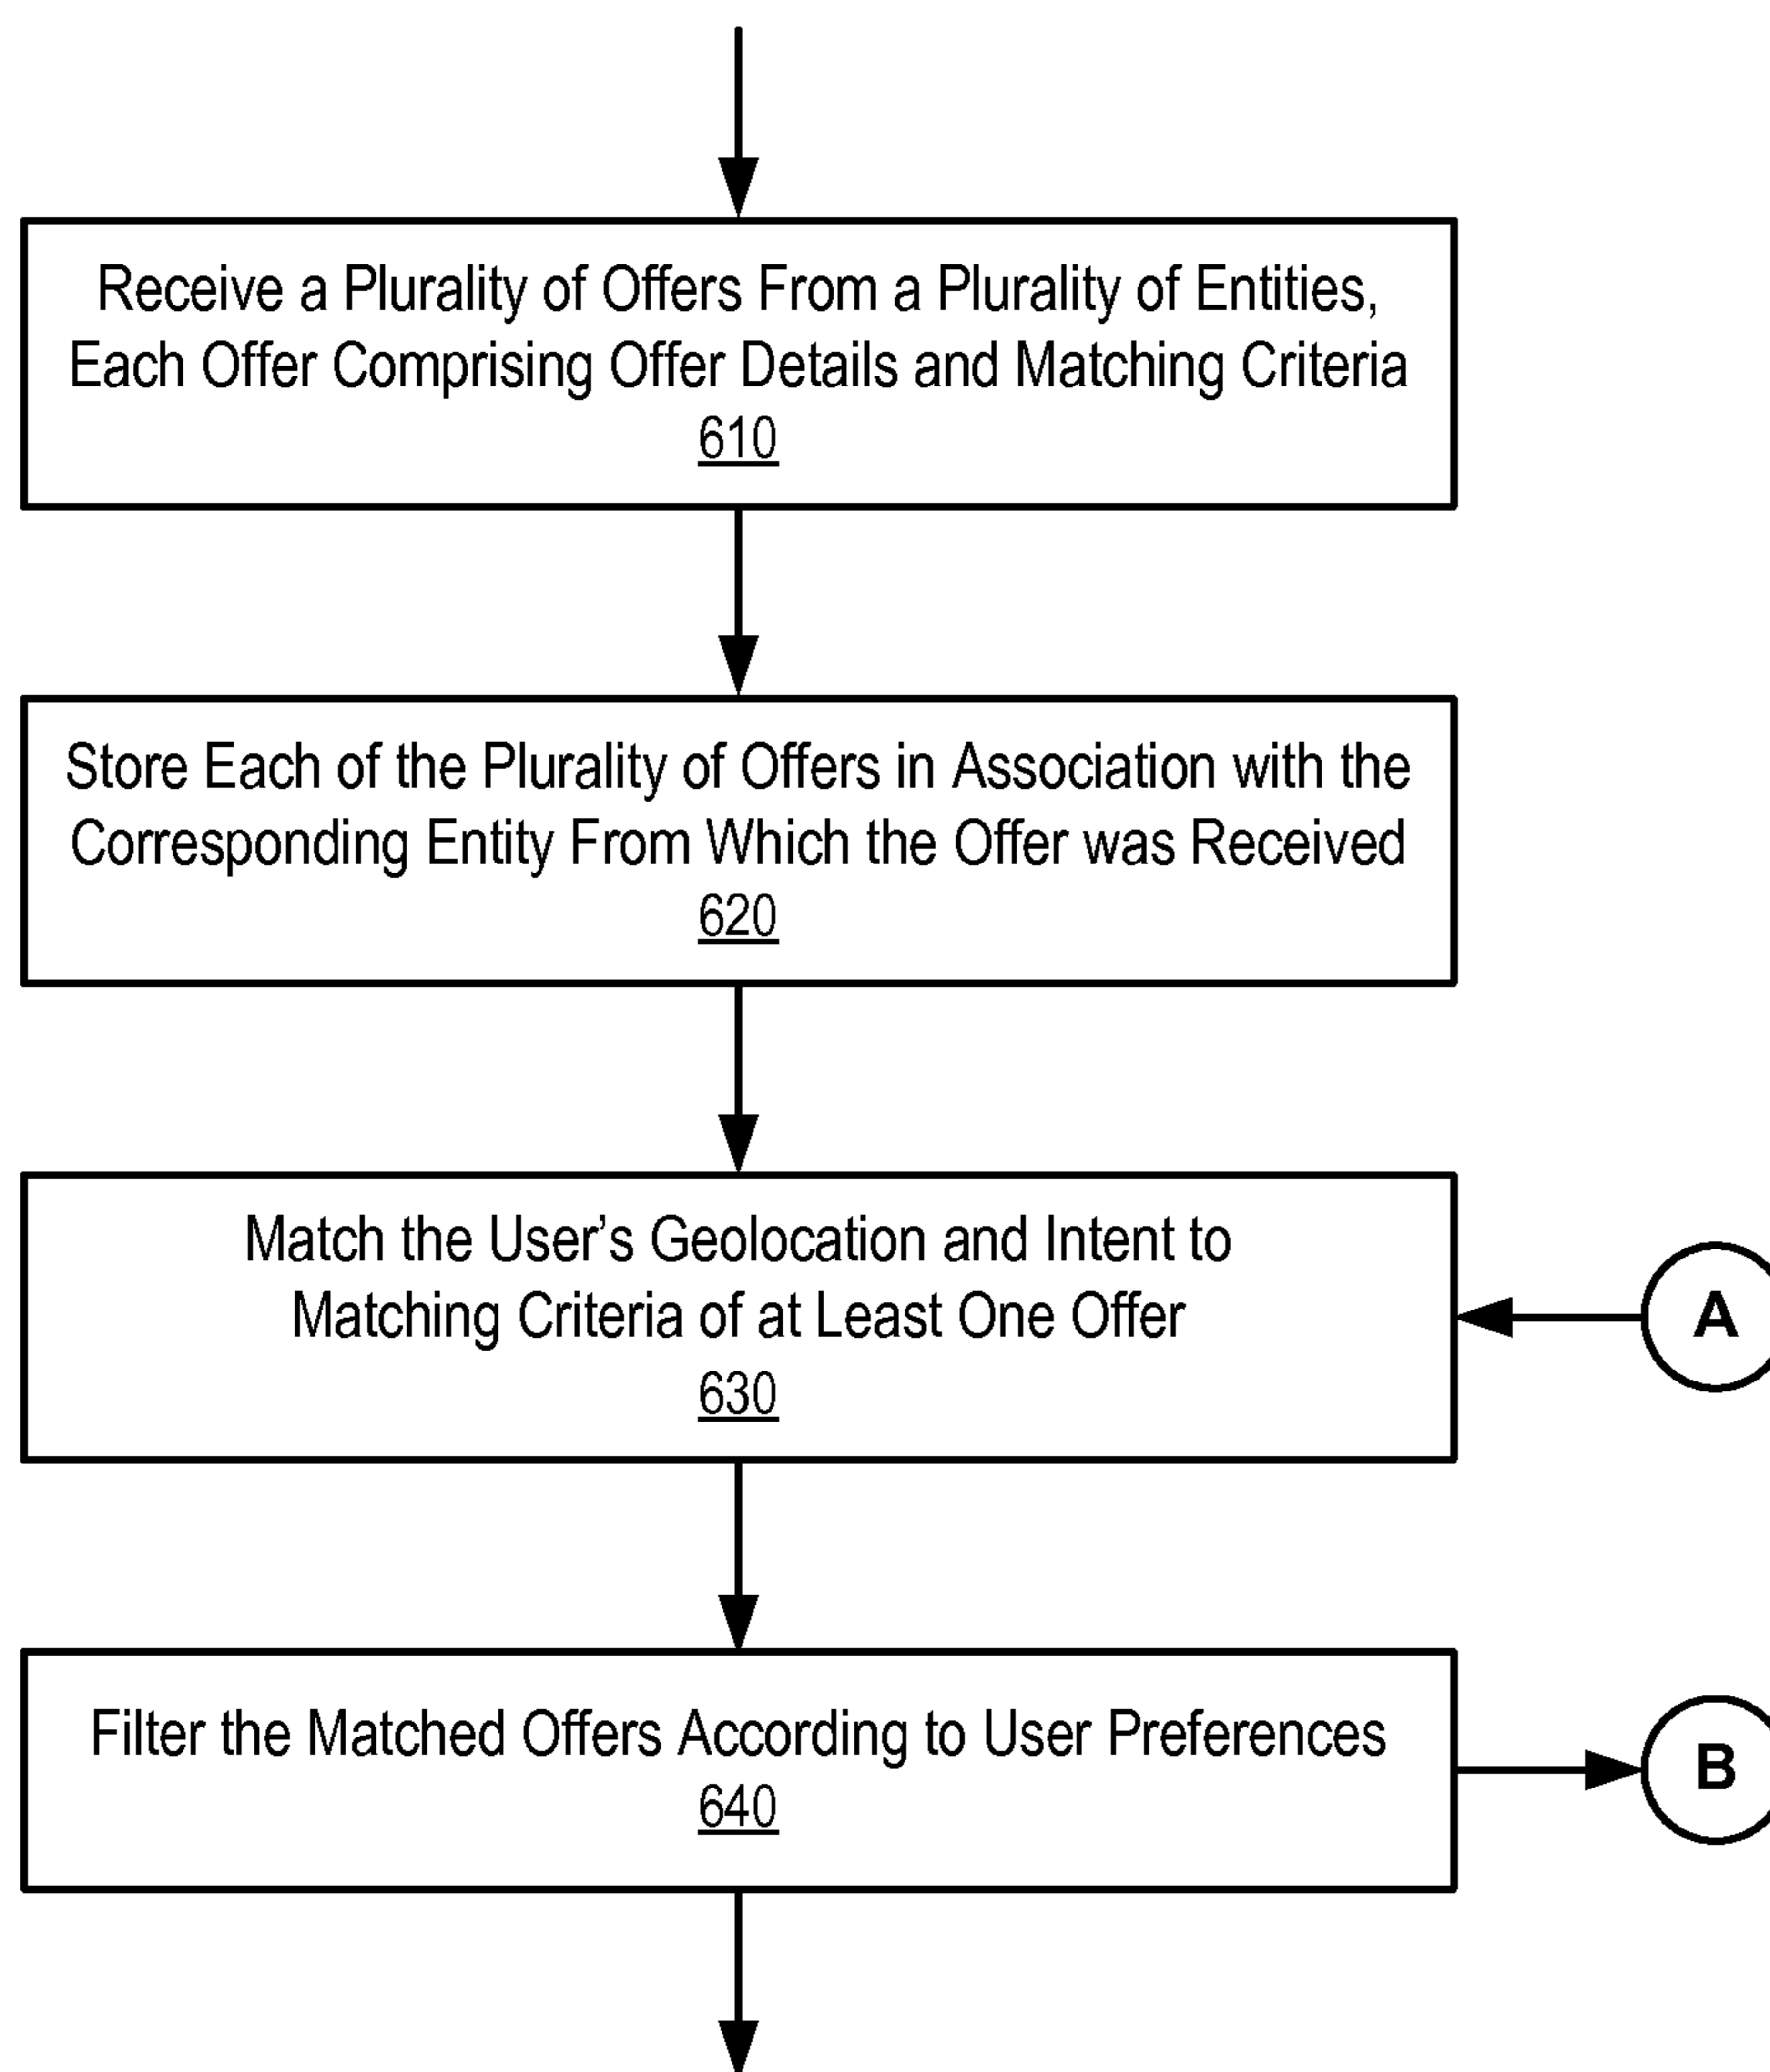 Receive a Plurality of Offers From a Plurality of Entities,
Each Offer Comprising Offer Details and Matching Criteria
610
Store Each of the Plurality of Offers in Association with the
Corresponding Entity From Which the Offer was Received
620
Match the User’s Geolocation and Intent to
Matching Criteria of at Least One Offer
630
A
Filter the Matched Offers According to User Preferences
640
B